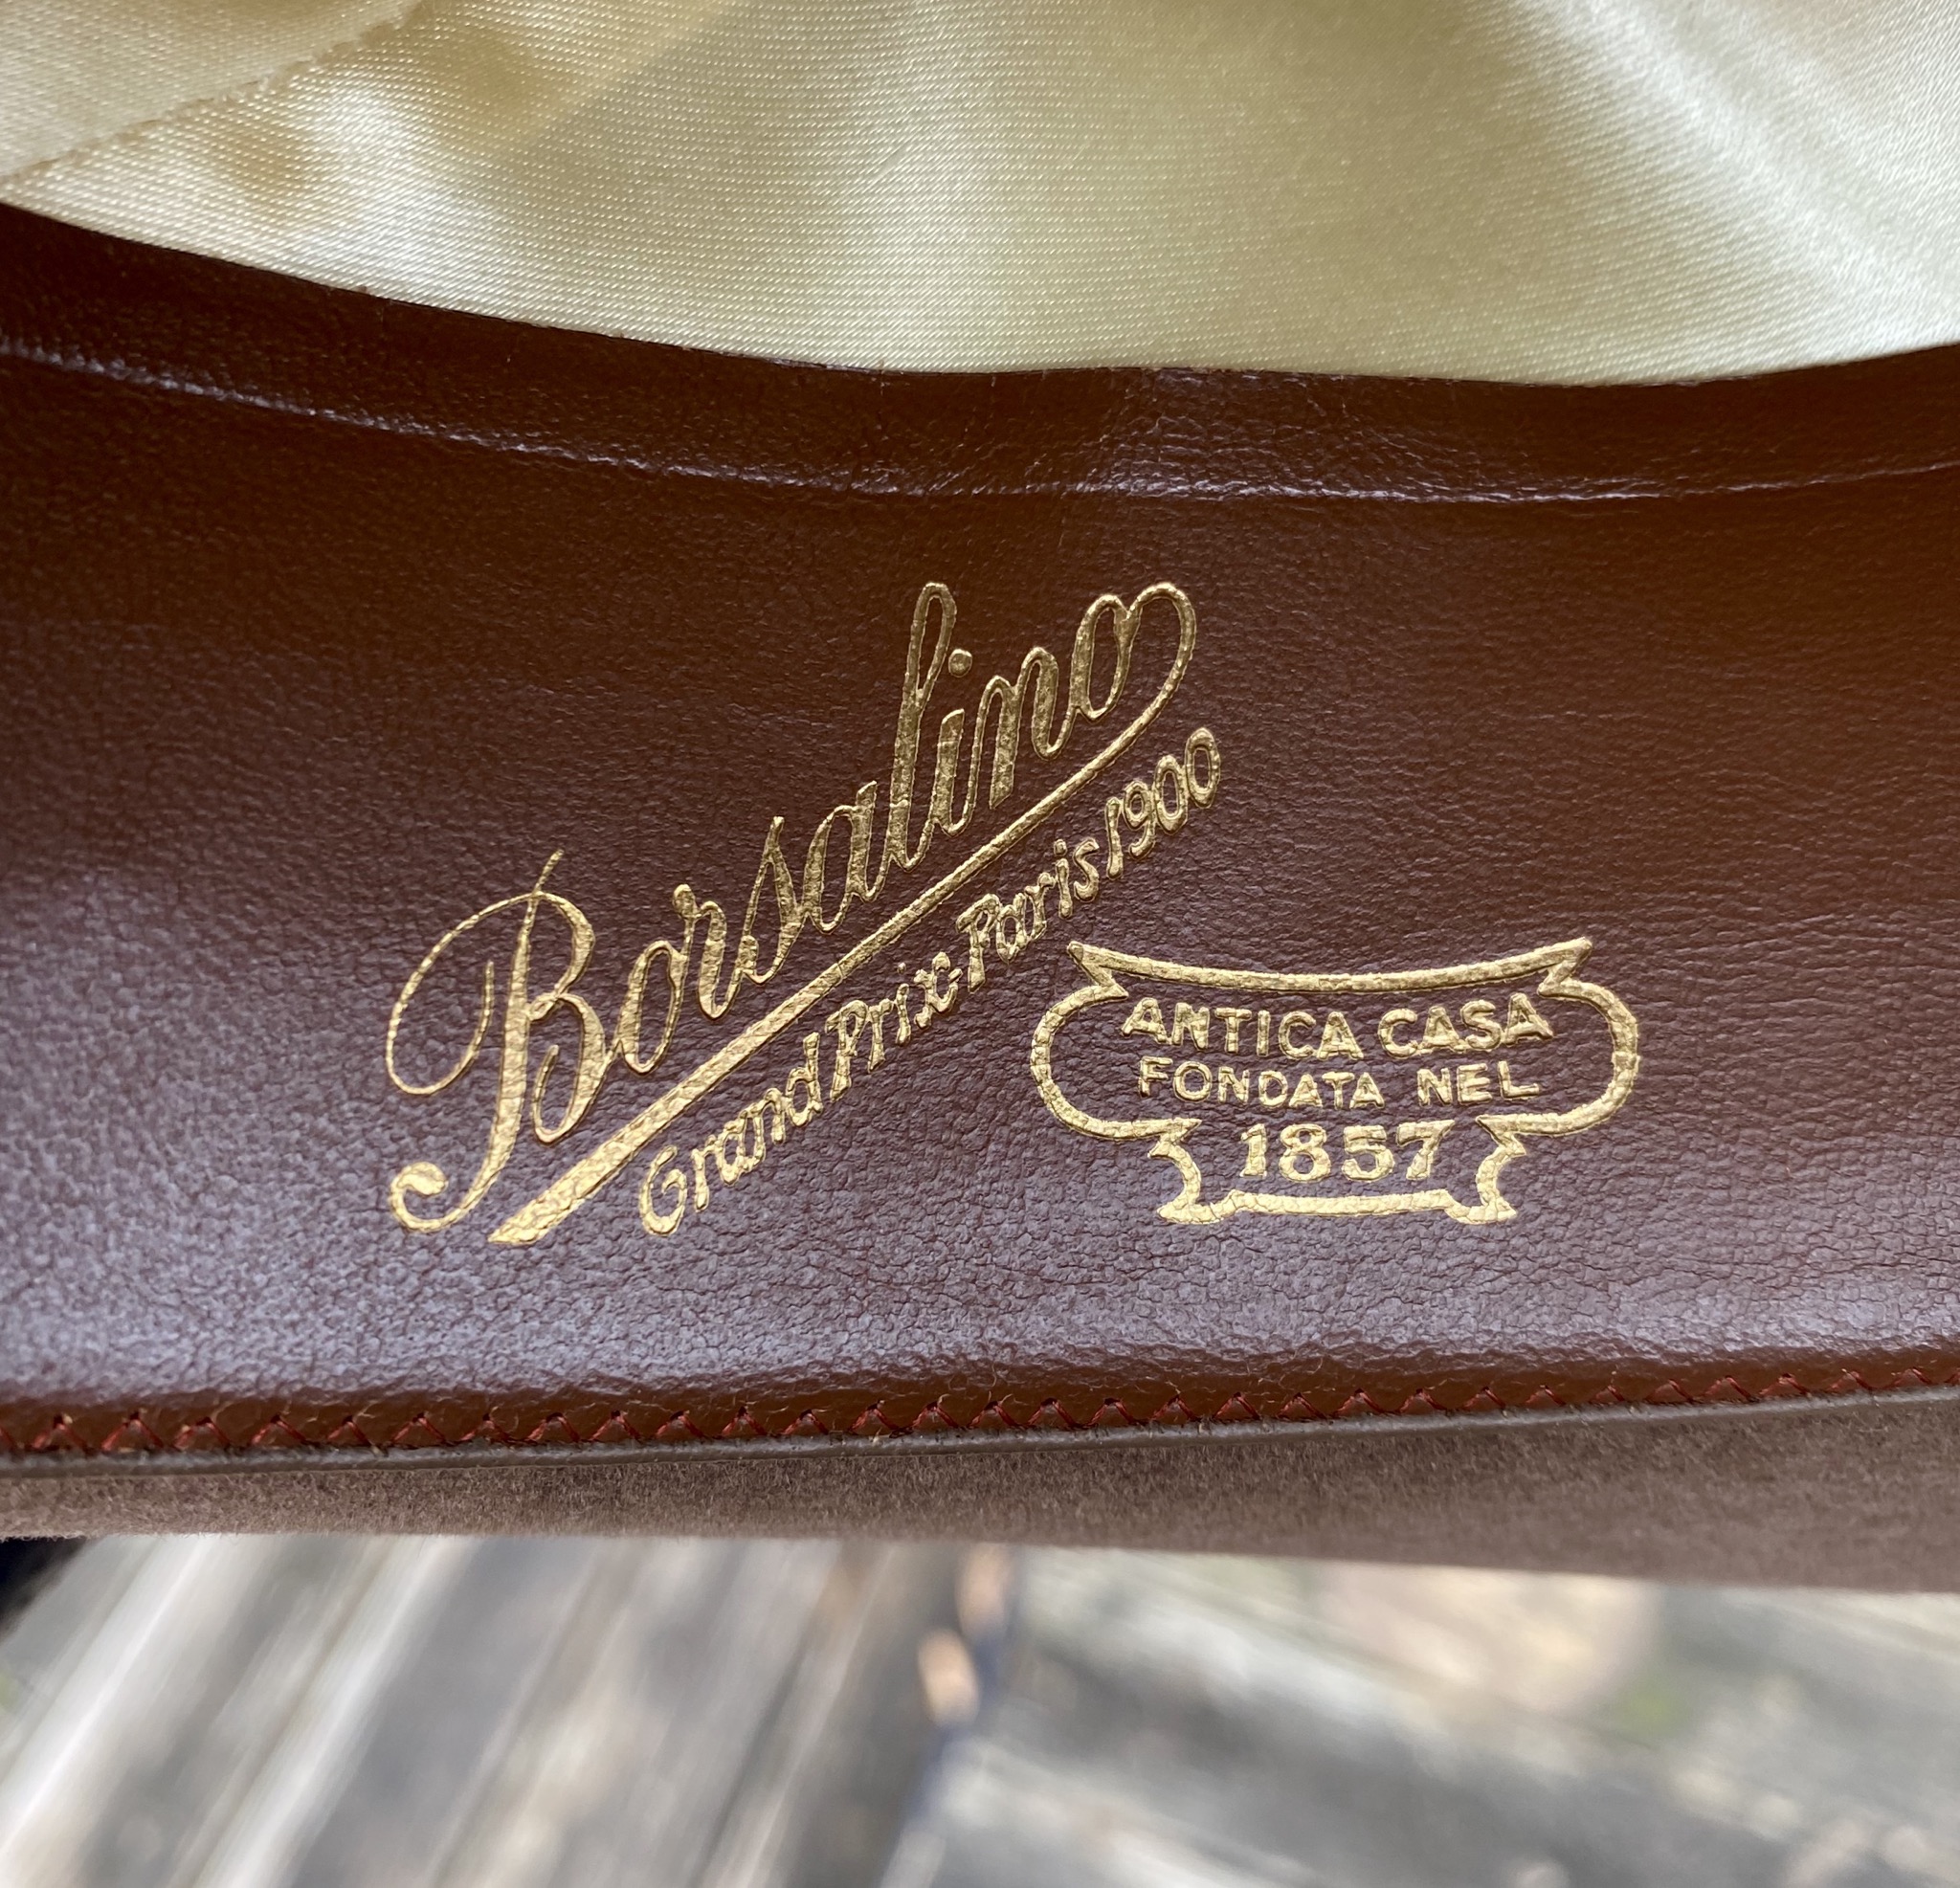 Borsalino
Grand Prix-Paris 1900
ANTICA CASA
FONDATA NEL
1857